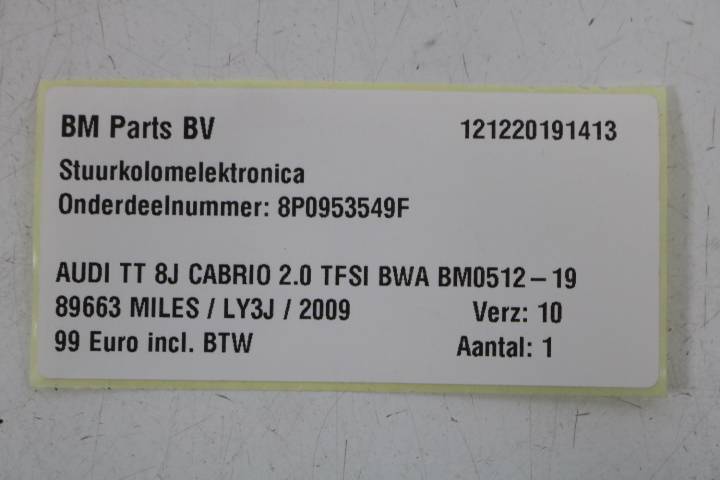 BM Parts BV 121220191413
Stuurkolomelektronica
Onderdeelnummer: 8P0953549F
AUDI TT 8J CABRIO 2.0 TFSI BWA BM0512 – 19
89663 MILES / LY3J / 2009 Verz: 10
99 Euro incl. BTW Aantal: 1